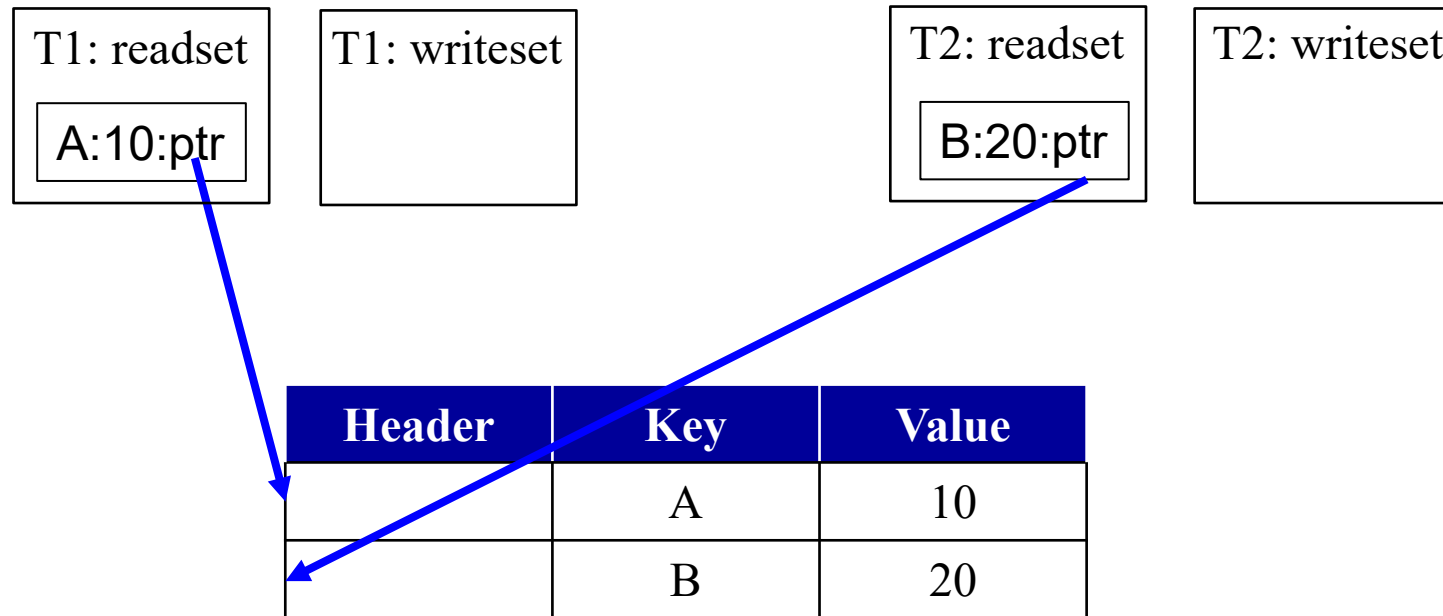 T1: readset
A:10:ptr
T1: writeset
T2: readset
B:20:ptr
T2: writeset
Header Key Value
A 10
B 20